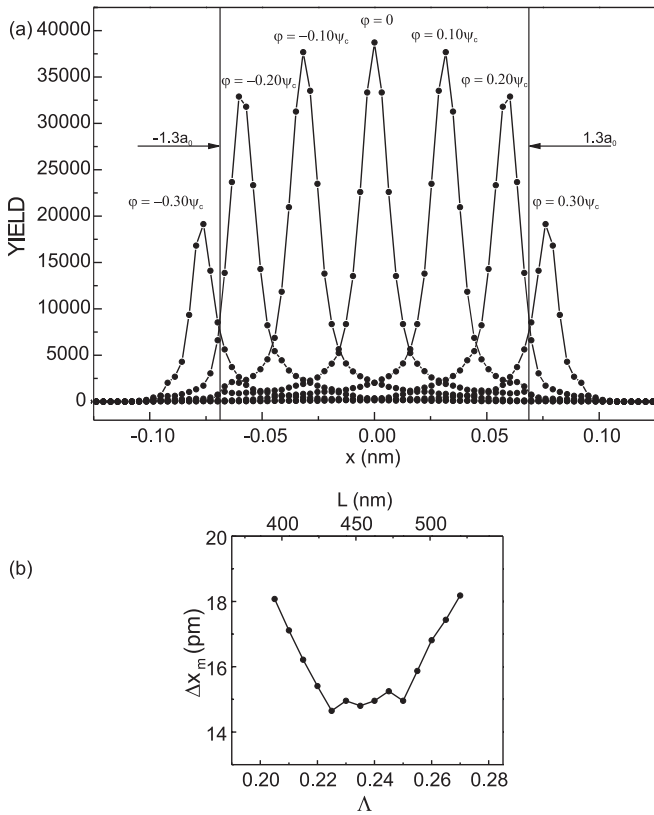 (a)
φ = 0
φ = −0.10ψc
0.10ψc
φ = −0.20ψc
0.20ψc
-1.3a0
1.3a0
φ = −0.30ψc
φ = 0.30ψc
40000
35000
30000
25000
20000
15000
10000
5000
0
YIELD
-0.10 -0.05 0.00 0.05 0.10
x (nm)
(b)
L (nm)
400 450 500
20
18
16
14
Δxm (pm)
0.20 0.22 0.24 0.26 0.28
Λ